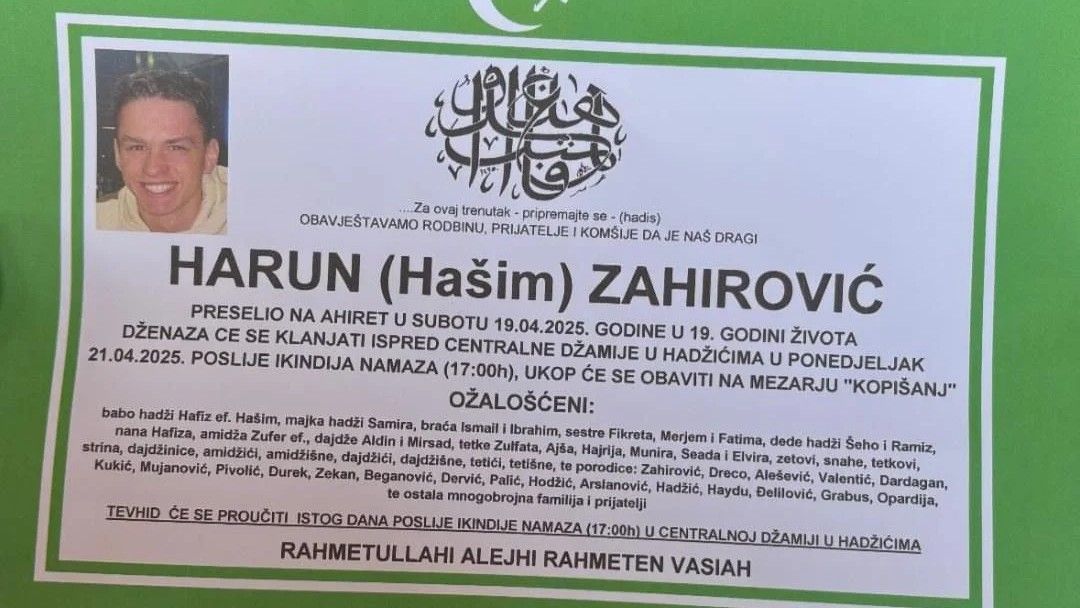 ....Za ovaj trenutak - pripremajte se - (hadis)
OBAVJEŠTAVAMO RODBINU, PRIJATELJE I KOMŠIJE DA JE NAŠ DRAGI
HARUN (Hašim) ZAHIROVIĆ
PRESELIO NA AHIRET U SUBOTU 19.04.2025. GODINE U 19. GODINI ŽIVOTA
DŽENAZA CE SE KLANJATI ISPRED CENTRALNE DŽAMIJE U HADŽIĆIMA U PONEDJELJAK
21.04.2025. POSLIJE IKINDIJA NAMAZA (17:00h), UKOP ĆE SE OBAVITI NA MEZARJU "KOPIŠANJ"
OŽALOŠĆENI:
babo hadži Hafiz ef. Hašim, majka hadži Samira, braća Ismail i Ibrahim, sestre Fikreta, Merjem i Fatima, dede hadži Šeho i Ramiz,
nana Hafiza, amidža Zufer ef., dajdže Aldin i Mirsad, tetke Zulfata, Ajša, Hajrija, Munira, Seada i Elvira, zetovi, snahe, tetkovi,
strina, dajdžinice, amidžići, amidžišne, dajdžići, dajdžišne, tetići, tetišne, te porodice: Zahirović, Dreco, Alešević, Valentić, Dardagan,
Kukić, Mujanović, Pivolić, Durek, Zekan, Beganović, Dervić, Palić, Hodžić, Arslanović, Hadžić, Haydu, Đelilović, Grabus, Opardija,
te ostala mnogobrojna familija i prijatelji
TEVHID ĆE SE PROUČITI ISTOG DANA POSLIJE IKINDIJE NAMAZA (17:00h) U CENTRALNOJ DŽAMIJI U HADŽIĆIMA
RAHMETULLAHI ALEJHI RAHMETEN VASIAH